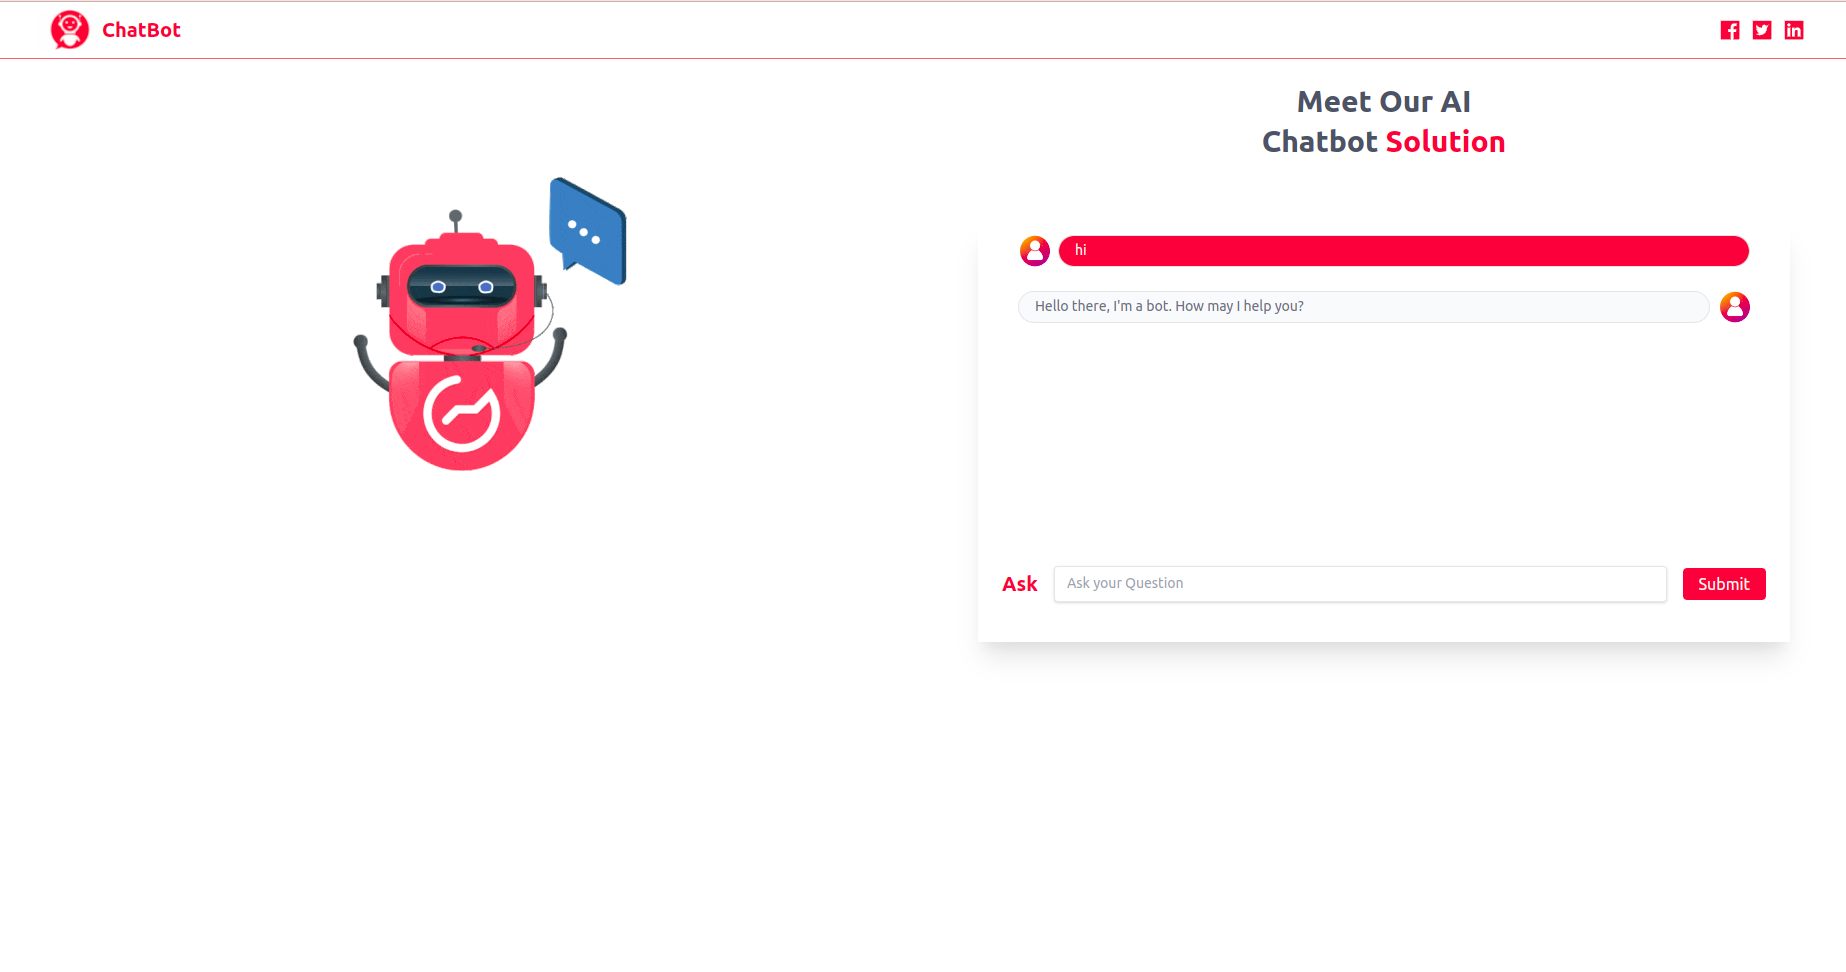 ChatBot
Meet Our AI
Chatbot Solution
hi
Hello there, I'm a bot. How may I help you?
Ask
Ask your Question
Submit